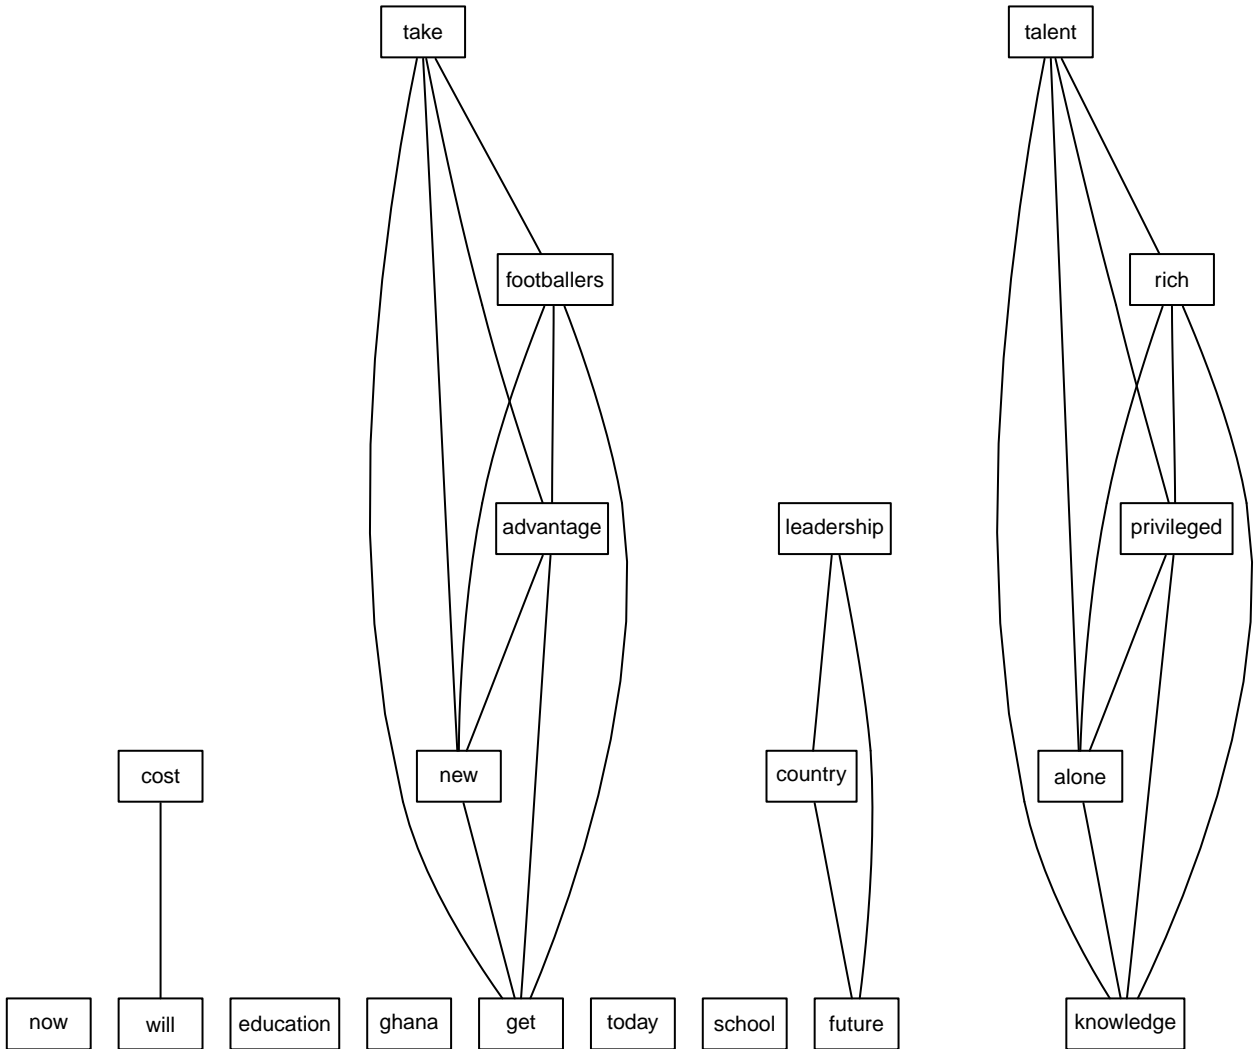 take
talent
footballers
rich
advantage
leadership
privileged
cost
new
country
alone
now
will
education
ghana
get
today
school
future
knowledge